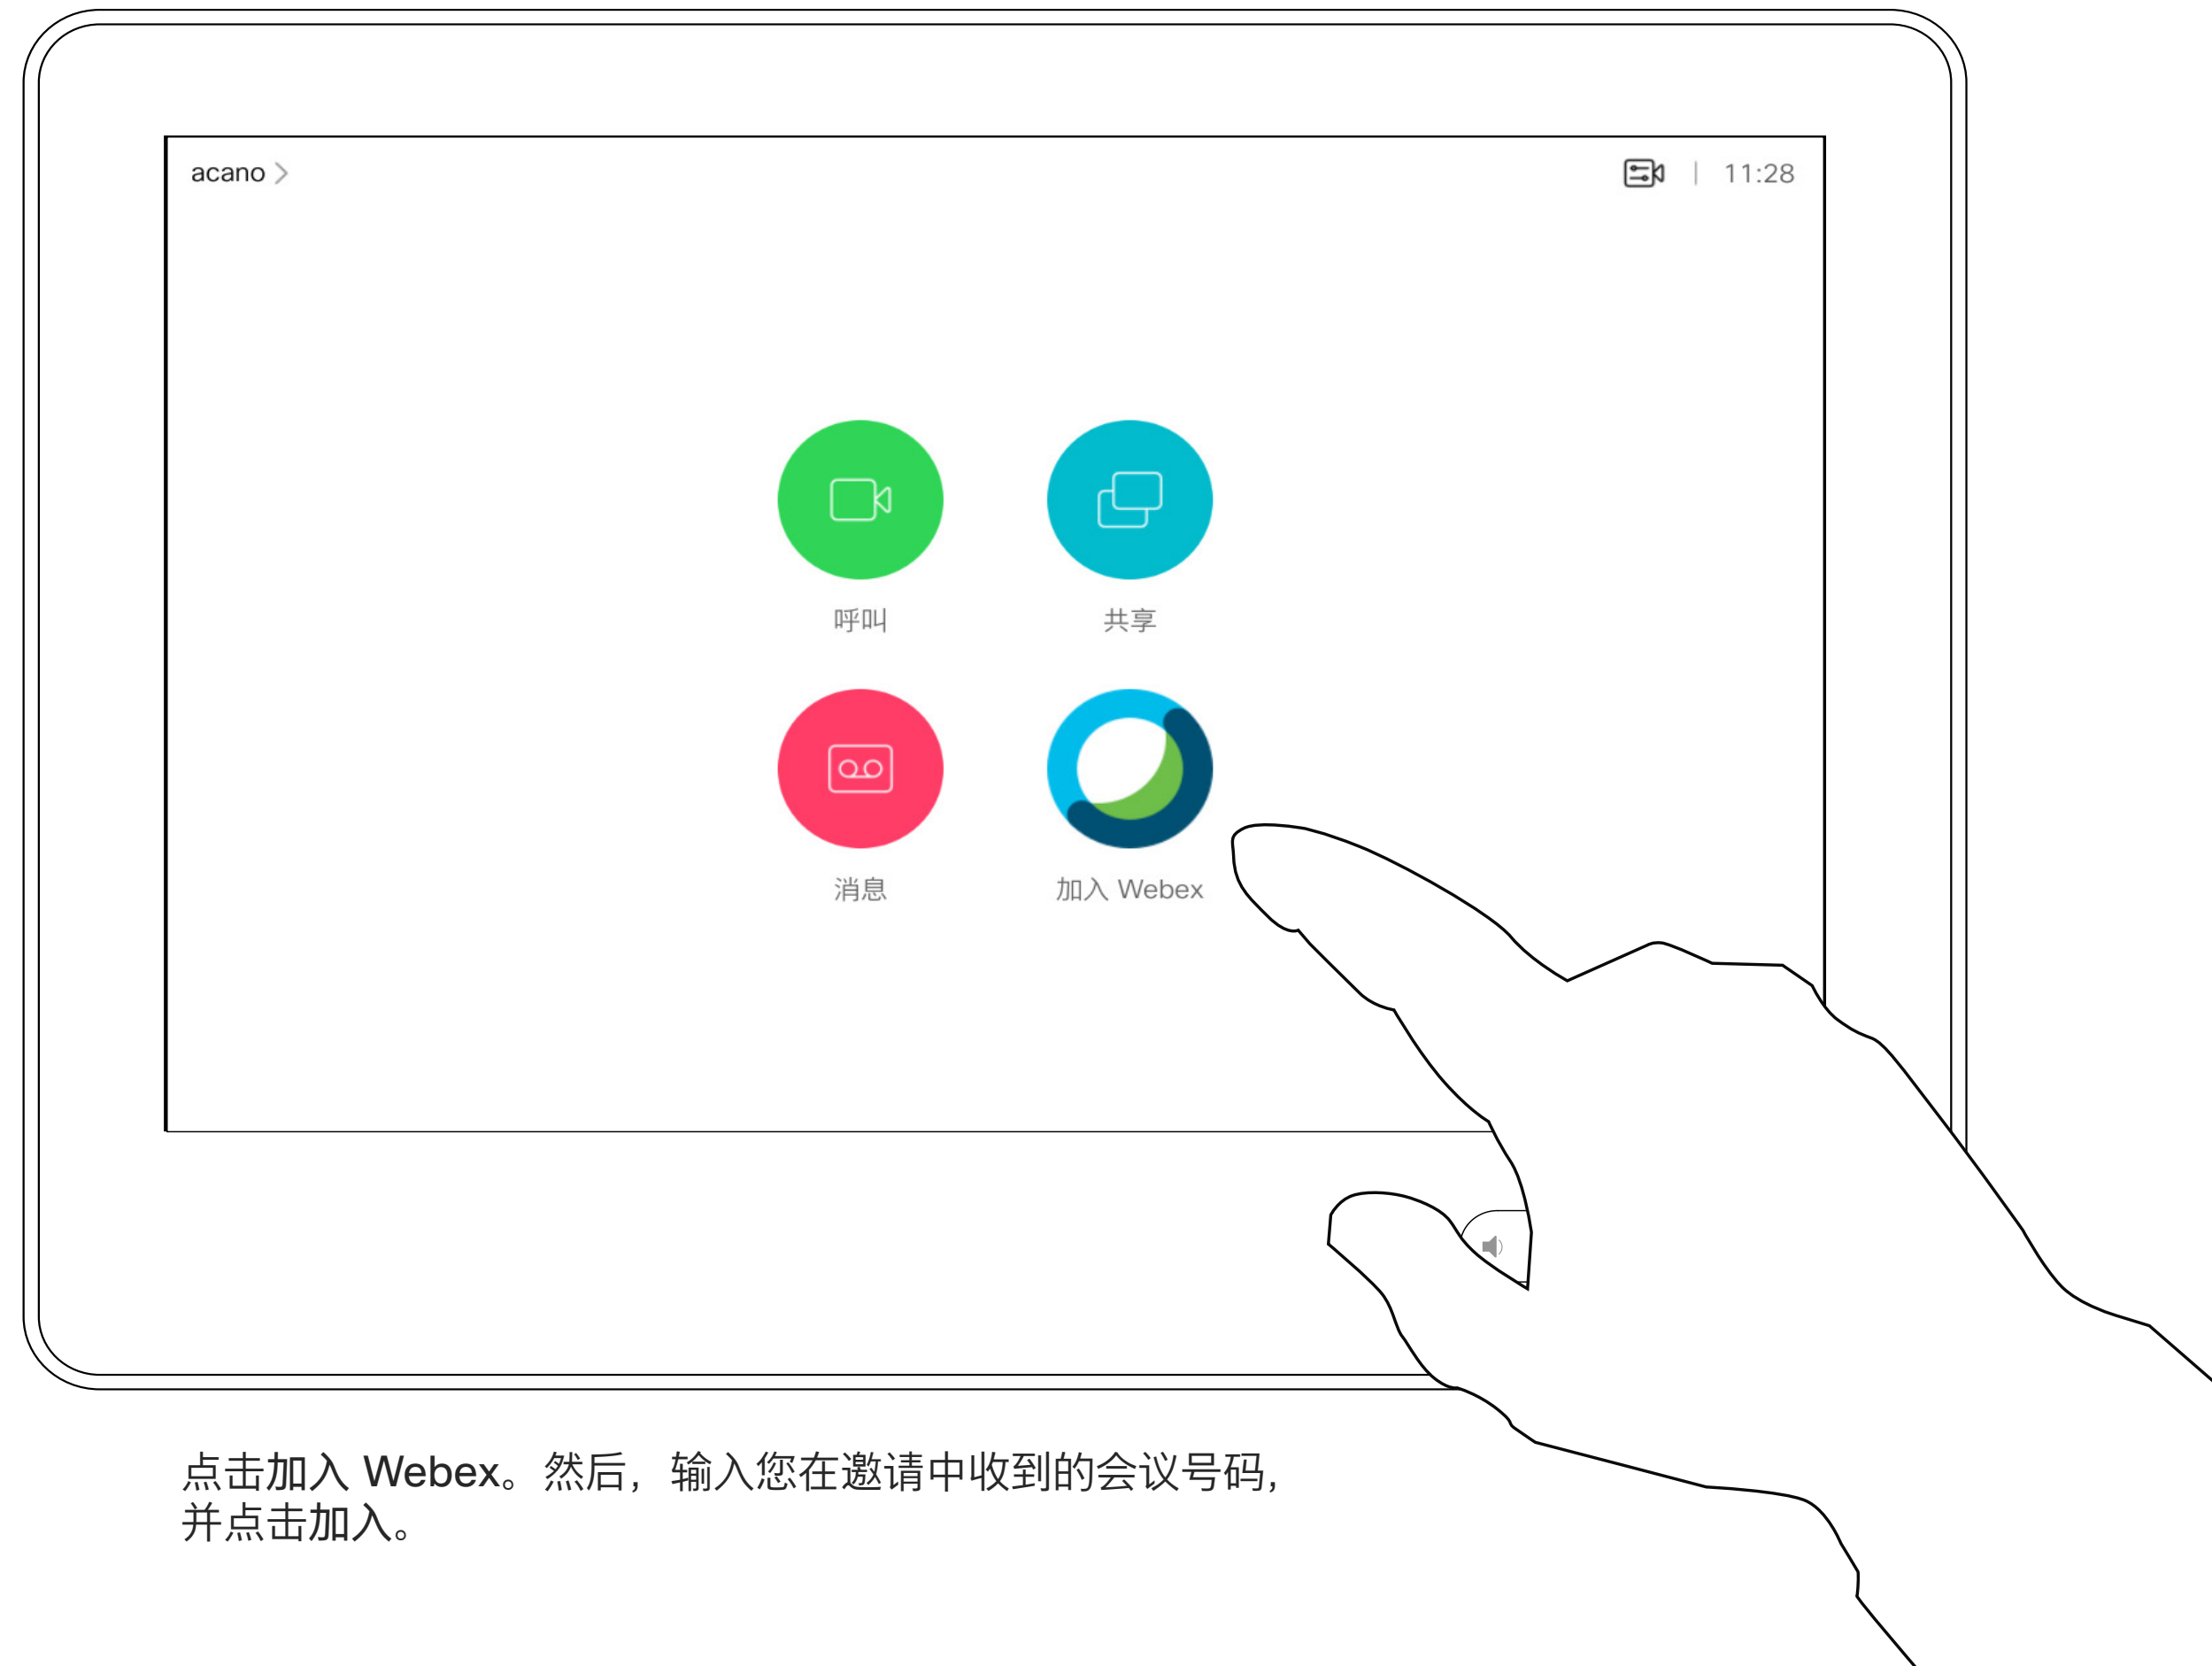 acano
11:28
呼叫
共享
消息
加入 Webex
点击加入 Webex。然后，输入您在邀请中收到的会议号码，
并点击加入。